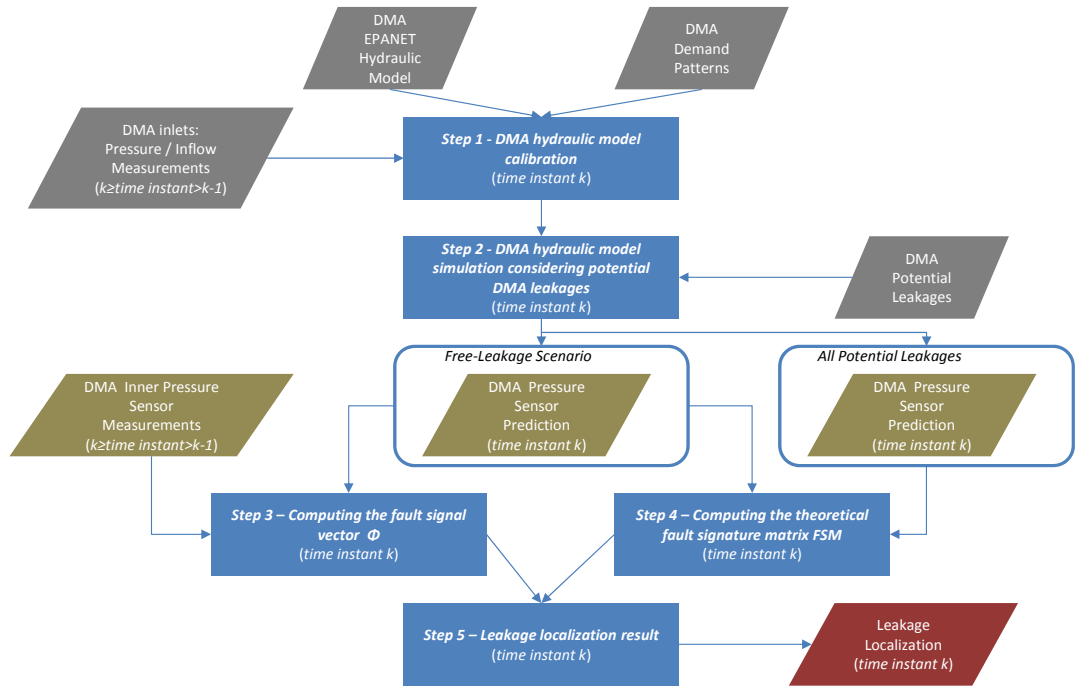 DMA
EPANET
Hydraulic
Model
DMA
Demand
Patterns
DMA inlets:
Pressure / Inflow
Measurements
(k≥time instant>k-1)
Step 1 - DMA hydraulic model
calibration
(time instant k)
Step 2 - DMA hydraulic model
simulation considering potential
DMA leakages
(time instant k)
DMA
Potential
Leakages
Free-Leakage Scenario
All Potential Leakages
DMA Inner Pressure
Sensor
Measurements
(k≥time instant>k-1)
DMA Pressure
Sensor
Prediction
(time instant k)
DMA Pressure
Sensor
Prediction
(time instant k)
Step 3 – Computing the fault signal
vector Φ
(time instant k)
Step 4 – Computing the theoretical
fault signature matrix FSM
(time instant k)
Step 5 – Leakage localization result
(time instant k)
Leakage
Localization
(time instant k)